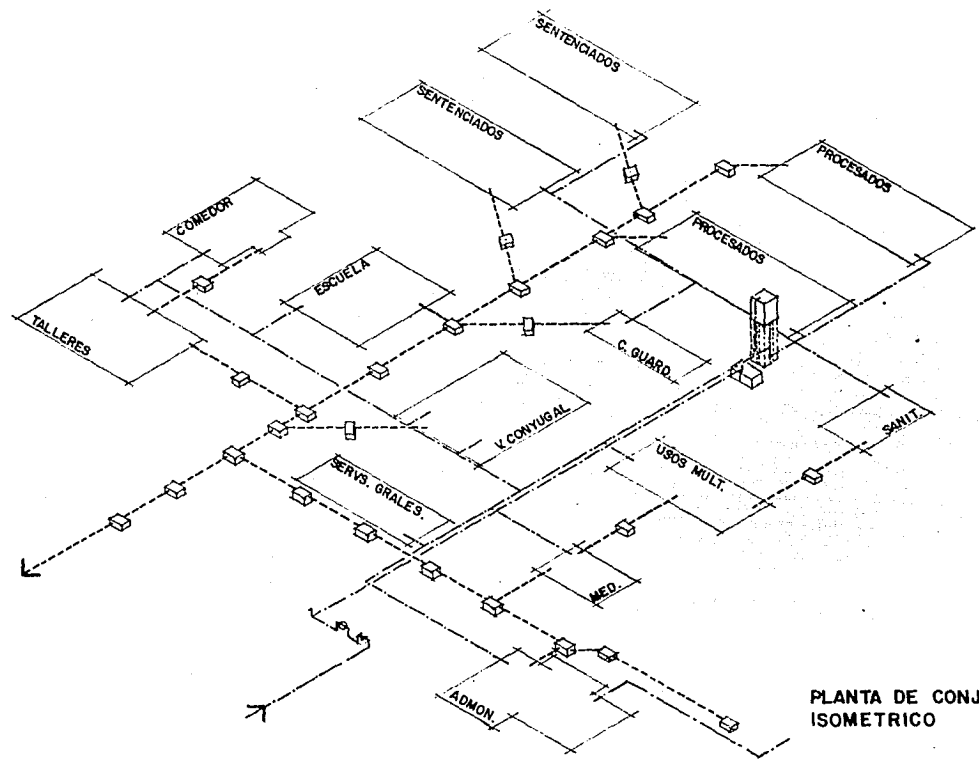 SENTENCIADOS
SENTENCIADOS
PROCESADOS
COMEDOR
PROCESADOS
ESCUELA
TALLERES
C. GUARD.
V. CONYUGAL
SANIT.
USOS MULT.
SERVS. GRALES.
MED.
ADMON.
PLANTA DE CONJ
ISOMETRICO